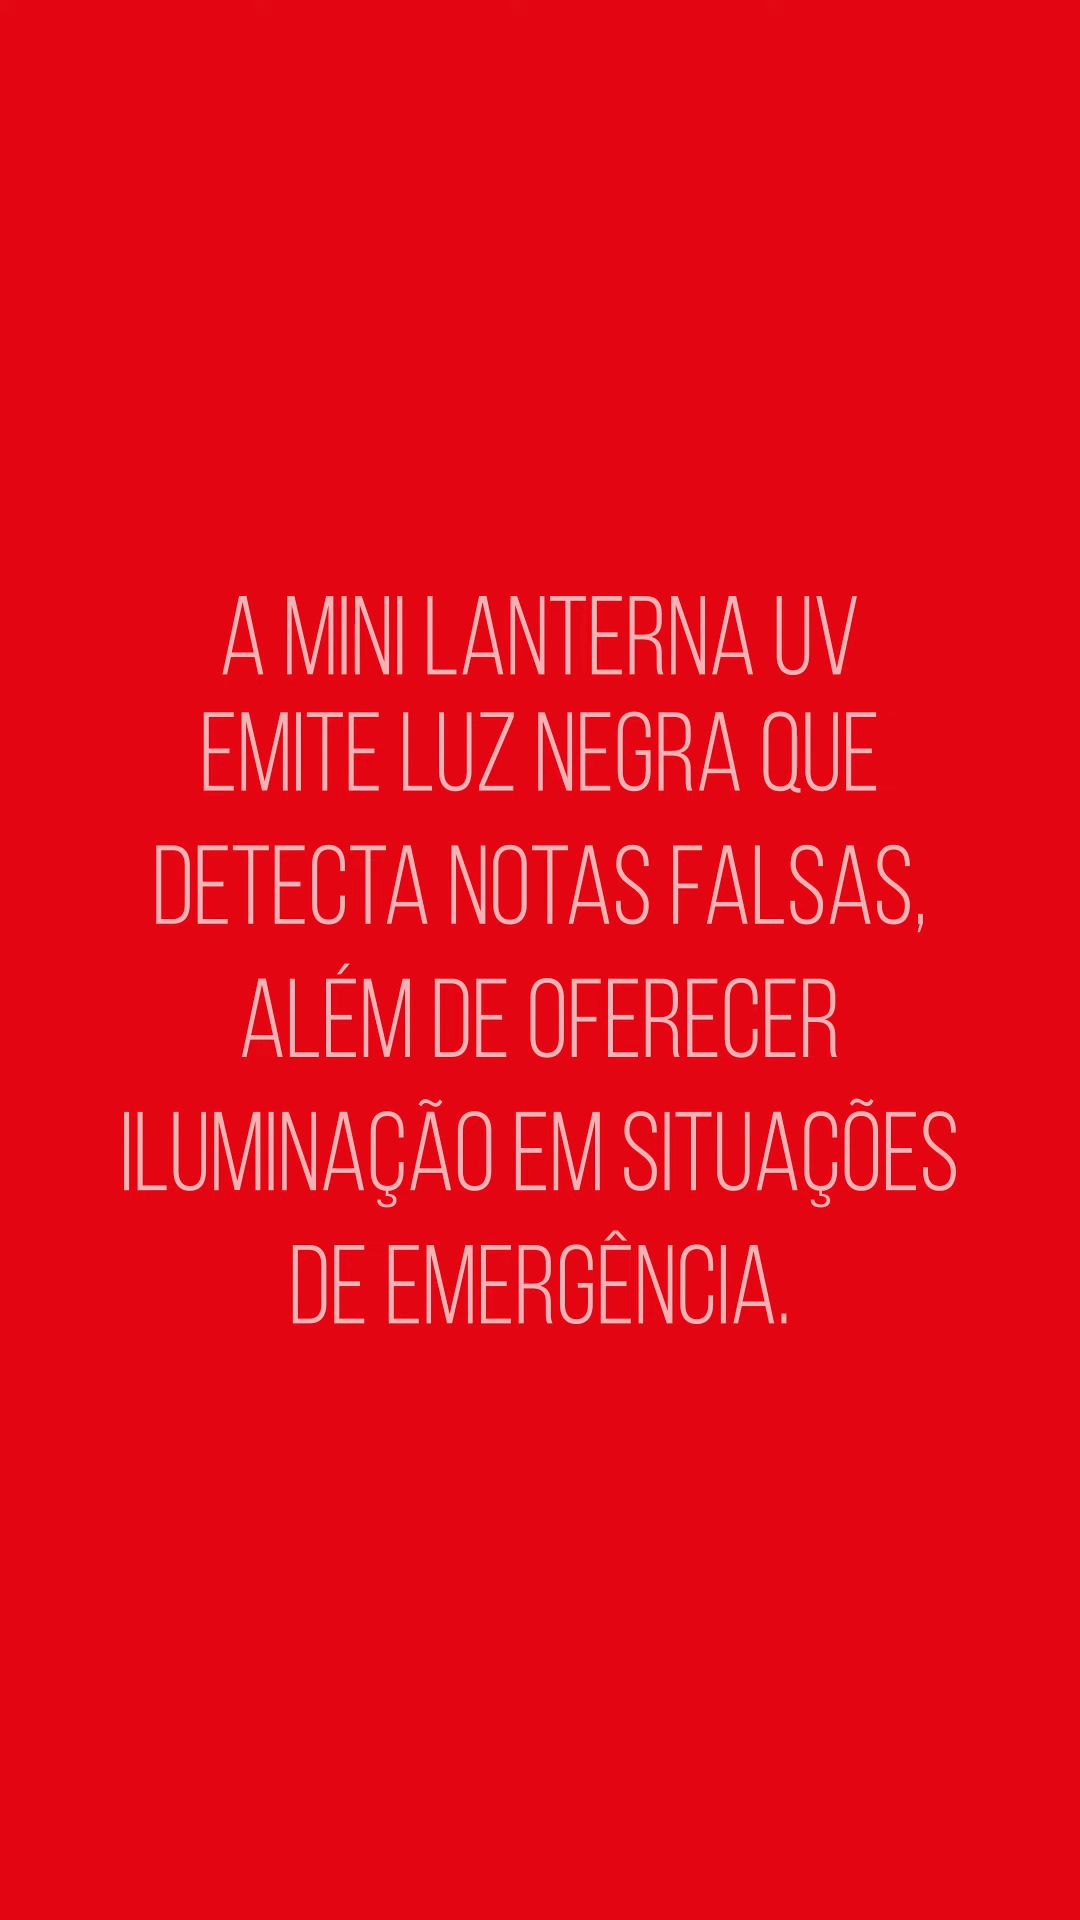 A MINI LANTERNA UV
EMITE LUZ NEGRA QUE
DETECTA NOTAS FALSAS,
ALÉM DE OFERECER
ILUMINAÇÃO EM SITUAÇÕES
DE EMERGÊNCIA.